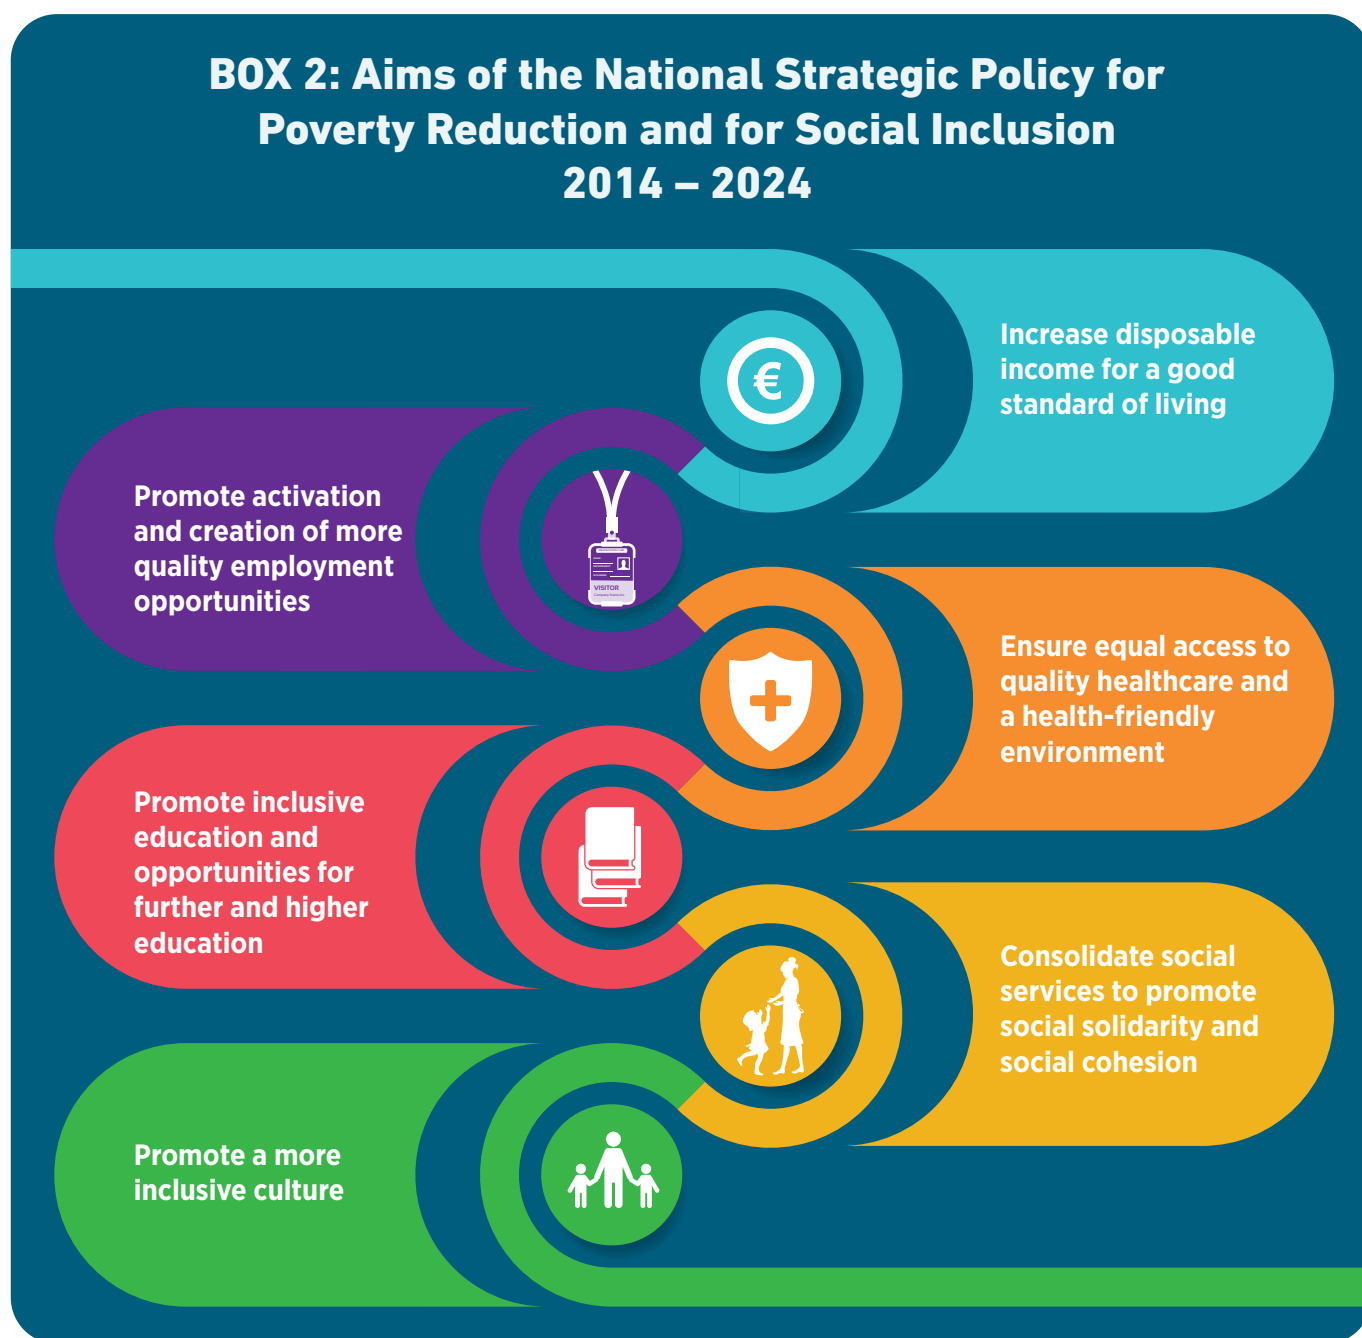 BOX 2: Aims of the National Strategic Policy for
Poverty Reduction and for Social Inclusion
2014 – 2024
€
Increase disposable
income for a good
standard of living
Promote activation
and creation of more
quality employment
opportunities
VISITOR
Ensure equal access to
quality healthcare and
a health-friendly
environment
Promote inclusive
education and
opportunities for
further and higher
education
Consolidate social
services to promote
social solidarity and
social cohesion
Promote a more
inclusive culture